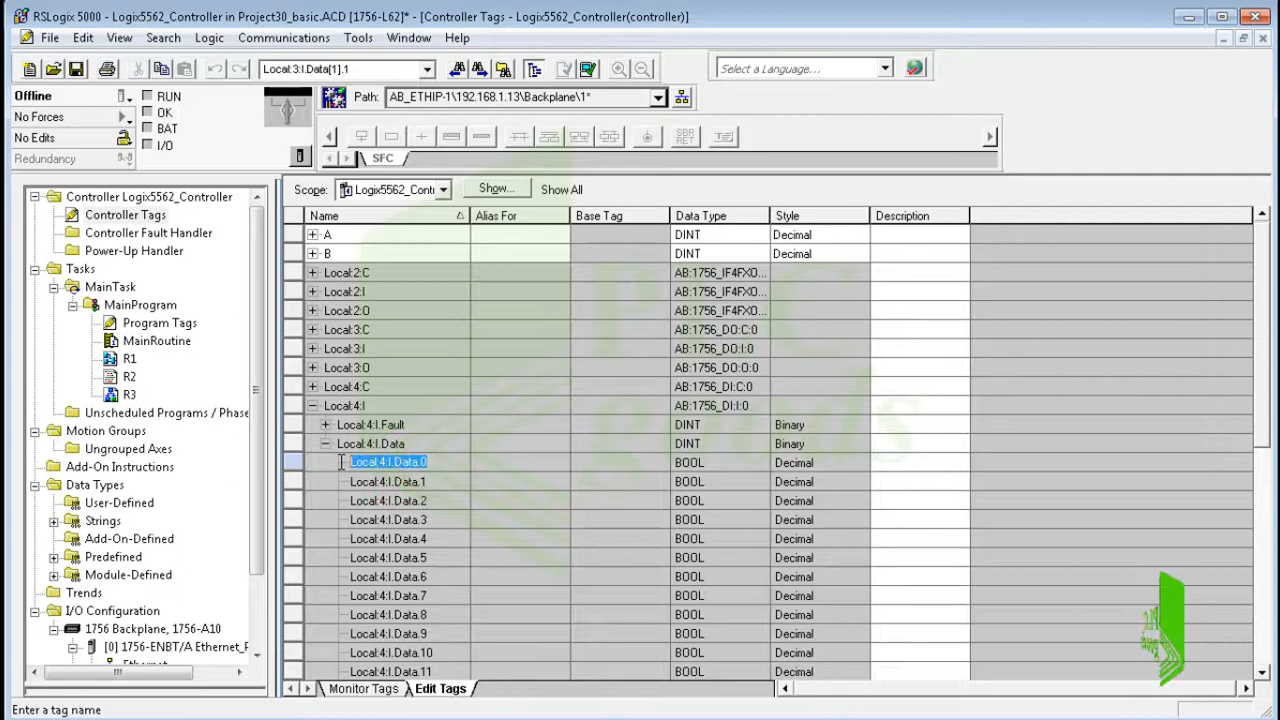 RSLogix 5000 - Logix5562_Controller in Project30_basic.ACD [1756-L62]* - [Controller Tags - Logix5562_Controller(controller)]
File Edit View Search Logic Communications Tools Window Help
Local:3:I.Data[1].1
Select a Language...
Offline
RUN
No Forces
OK
No Edits
BAT
Redundancy
I/O
Path: AB_ETHIP-1\192.168.1.13\Backplane\1*
SBR
RET
SFC
Controller Logix5562_Controller
Controller Tags
Controller Fault Handler
Power-Up Handler
Tasks
MainTask
MainProgram
Program Tags
MainRoutine
R1
R2
R3
Unscheduled Programs / Phase
Motion Groups
Ungrouped Axes
Add-On Instructions
Data Types
User-Defined
Strings
Add-On-Defined
Predefined
Module-Defined
Trends
I/O Configuration
1756 Backplane, 1756-A10
[0] 1756-ENBT/A Ethernet_F
Ethernet
Scope: Logix5562_Contr Show... Show All
Name Alias For Base Tag Data Type Style Description
A DINT Decimal
B DINT Decimal
Local:2:C AB:1756_IF4FXO...
Local:2:I AB:1756_IF4FXO...
Local:2:O AB:1756_IF4FXO...
Local:3:C AB:1756_DO:C:0
Local:3:I AB:1756_DO:I:0
Local:3:O AB:1756_DO:O:0
Local:4:C AB:1756_DI:C:0
Local:4:I AB:1756_DI:I:0
Local:4:I.Fault DINT Binary
Local:4:I.Data DINT Binary
Local:4:I.Data.0 BOOL Decimal
Local:4:I.Data.1 BOOL Decimal
Local:4:I.Data.2 BOOL Decimal
Local:4:I.Data.3 BOOL Decimal
Local:4:I.Data.4 BOOL Decimal
Local:4:I.Data.5 BOOL Decimal
Local:4:I.Data.6 BOOL Decimal
Local:4:I.Data.7 BOOL Decimal
Local:4:I.Data.8 BOOL Decimal
Local:4:I.Data.9 BOOL Decimal
Local:4:I.Data.10 BOOL Decimal
Local:4:I.Data.11 BOOL Decimal
Monitor Tags Edit Tags
Enter a tag name